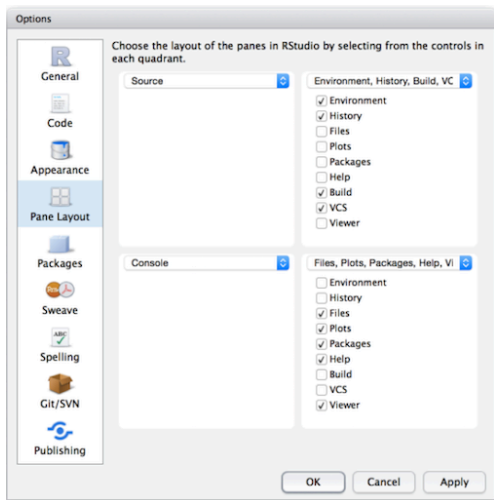 Options
Choose the layout of the panes in RStudio by selecting from the controls in
each quadrant.
General
Code
Appearance
Pane Layout
Packages
Sweave
Spelling
Git/SVN
Publishing
Source
Environment, History, Build, VC
Environment
History
Files
Plots
Packages
Help
Build
VCS
Viewer
Console
Files, Plots, Packages, Help, Vi
Environment
History
Files
Plots
Packages
Help
Build
VCS
Viewer
OK
Cancel
Apply